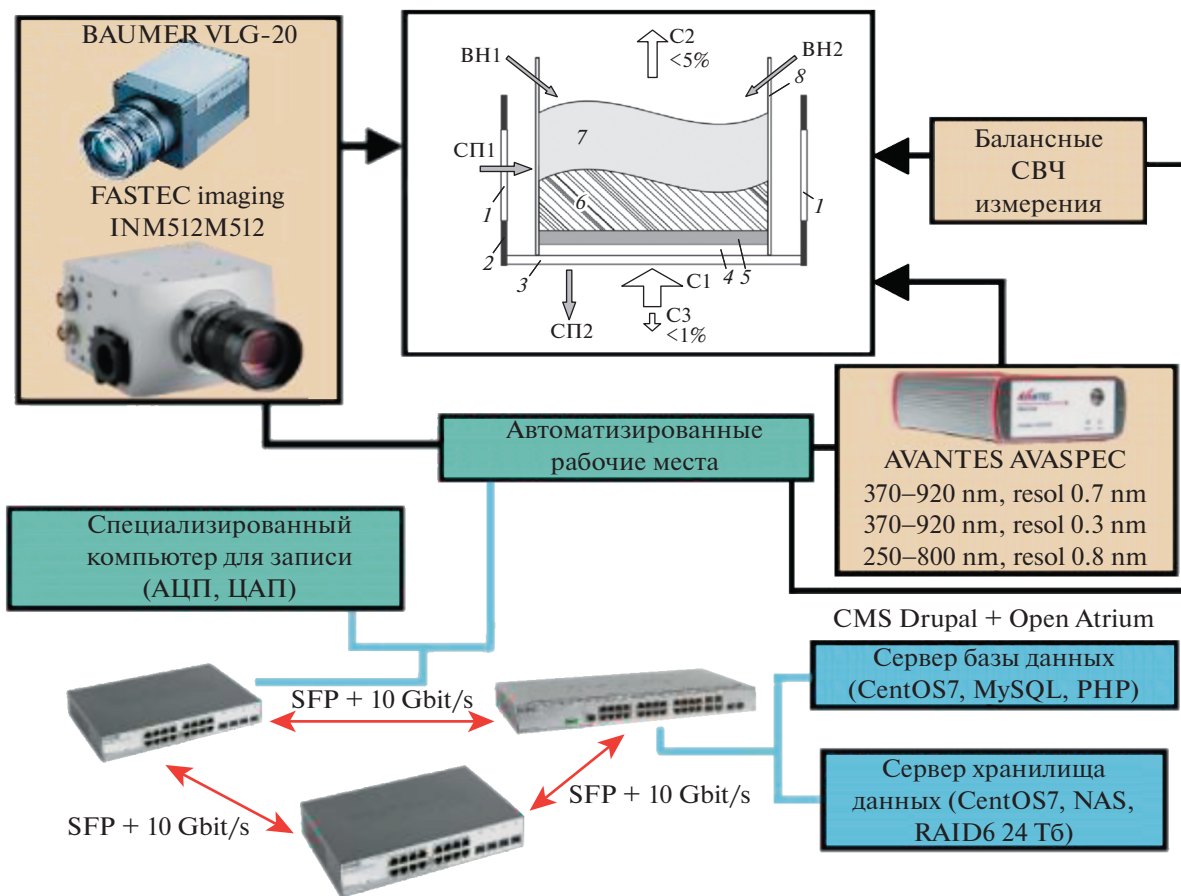 BAUMER VLG-20
FASTEC imaging
INM512M512
C2
<5%
ВН1
ВН2
8
7
СП1
6
1
1
2
3
4
5
C1
C3
<1%
СП2
Балансные
СВЧ
измерения
AVANTES AVASPEC
370–920 nm, resol 0.7 nm
370–920 nm, resol 0.3 nm
250–800 nm, resol 0.8 nm
Автоматизированные
рабочие места
Специализированный
компьютер для записи
(АЦП, ЦАП)
CMS Drupal + Open Atrium
Сервер базы данных
(CentOS7, MySQL, PHP)
Сервер хранилища
данных (CentOS7, NAS,
RAID6 24 Тб)
SFP + 10 Gbit/s
SFP + 10 Gbit/s
SFP + 10 Gbit/s